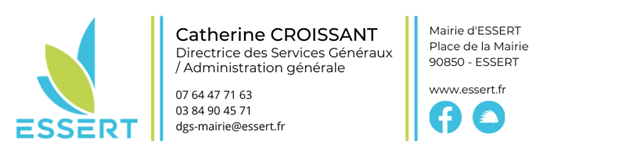 ESSERT
Catherine CROISSANT
Directrice des Services Généraux
/ Administration générale
07 64 47 71 63
03 84 90 45 71
dgs-mairie@essert.fr
Mairie d'ESSERT
Place de la Mairie
90850 - ESSERT
www.essert.fr